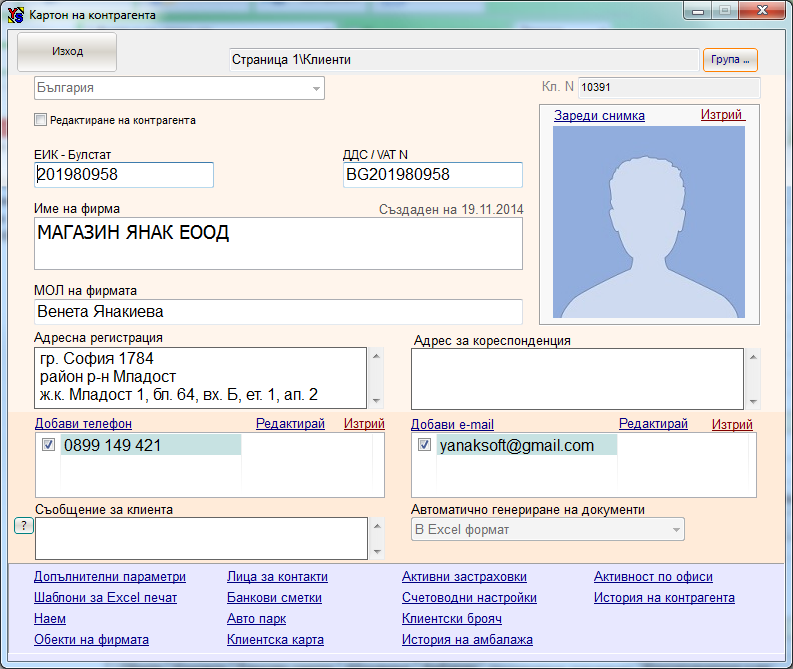 Картон на контрагента
Изход
Страница 1\Клиенти
Група ...
България
Кл. N 10391
Редактиране на контрагента
Зареди снимка Изтрий
ЕИК - Булстат
ДДС / VAT N
201980958
BG201980958
Име на фирма
Създаден на 19.11.2014
МАГАЗИН ЯНАК ЕООД
МОЛ на фирмата
Венета Янакиева
Адресна регистрация
Адрес за кореспонденция
гр. София 1784
район р-н Младост
ж.к. Младост 1, бл. 64, вх. Б, ет. 1, ап. 2
Добави телефон Редактирай Изтрий
Добави e-mail Редактирай Изтрий
0899 149 421
yanaksoft@gmail.com
Съобщение за клиента
Автоматично генериране на документи
?
В Excel формат
Допълнителни параметри Лица за контакти Активни застраховки Активност по офиси
Шаблони за Excel печат Банкови сметки Счетоводни настройки История на контрагента
Наем Авто парк Клиентски брояч
Обекти на фирмата Клиентска карта История на амбалажа